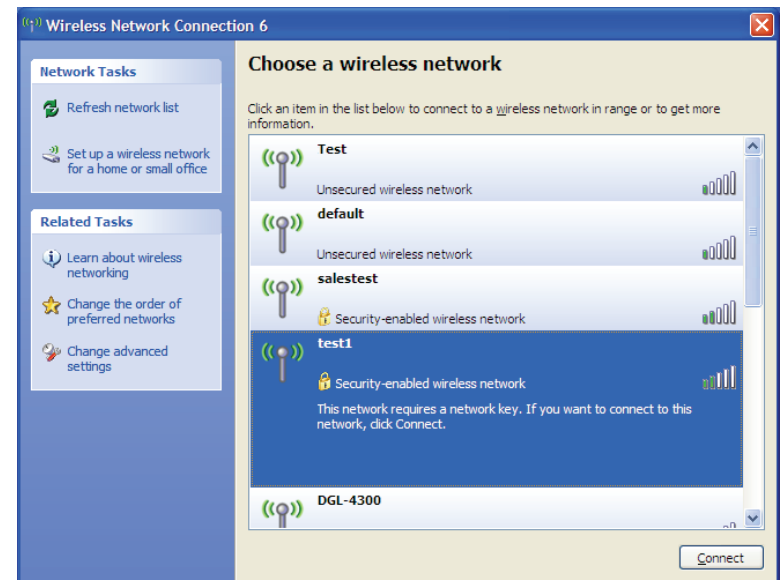 Wireless Network Connection 6
Network Tasks
Refresh network list
Set up a wireless network
for a home or small office
Related Tasks
Learn about wireless
networking
Change the order of
preferred networks
Change advanced
settings
Choose a wireless network
Click an item in the list below to connect to a wireless network in range or to get more
information.
Test
Unsecured wireless network
default
Unsecured wireless network
salestest
Security-enabled wireless network
test1
Security-enabled wireless network
This network requires a network key. If you want to connect to this
network, click Connect.
DGL-4300
Connect